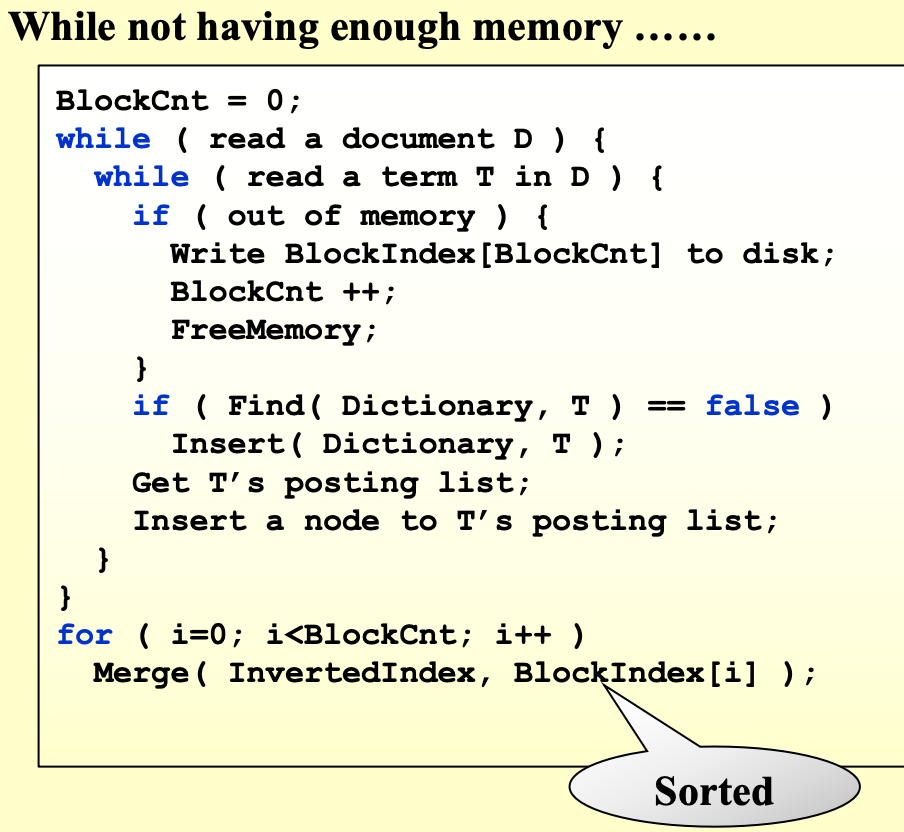 While not having enough memory ……
BlockCnt = 0;
while ( read a document D ) {
while ( read a term T in D ) {
if ( out of memory ) {
Write BlockIndex[BlockCnt] to disk;
BlockCnt ++;
FreeMemory;
}
if ( Find( Dictionary, T ) == false )
Insert( Dictionary, T );
Get T’s posting list;
Insert a node to T’s posting list;
}
}
for ( i=0; i<BlockCnt; i++ )
Merge( InvertedIndex, BlockIndex[i] );
Sorted